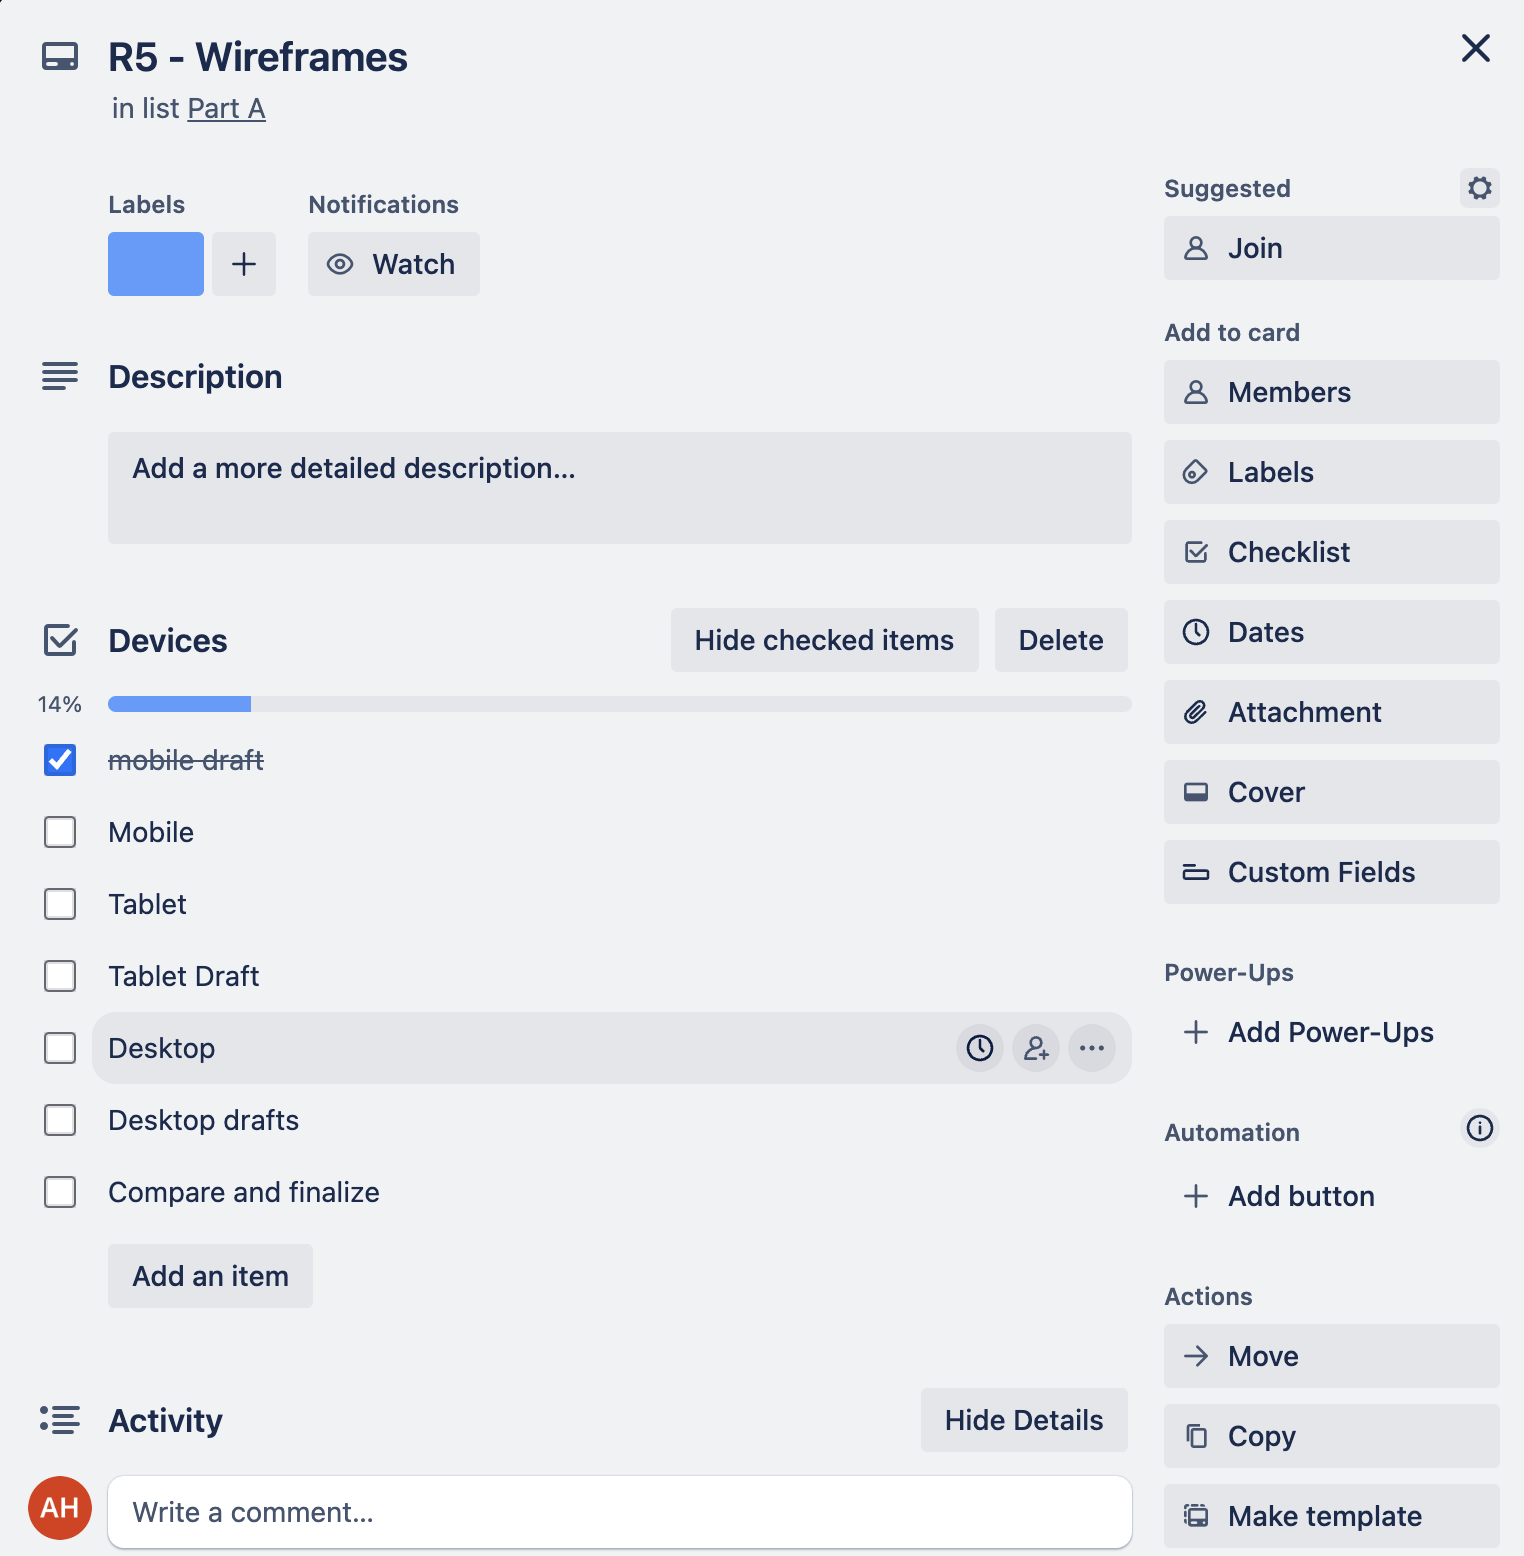 R5 - Wireframes
in list Part A
Labels
Notifications
Watch
Description
Add a more detailed description...
Devices
Hide checked items
Delete
14%
mobile draft
Mobile
Tablet
Tablet Draft
Desktop
Desktop drafts
Compare and finalize
Add an item
Activity
Hide Details
AH
Write a comment...
Suggested
Join
Add to card
Members
Labels
Checklist
Dates
Attachment
Cover
Custom Fields
Power-Ups
Add Power-Ups
Automation
Add button
Actions
Move
Copy
Make template